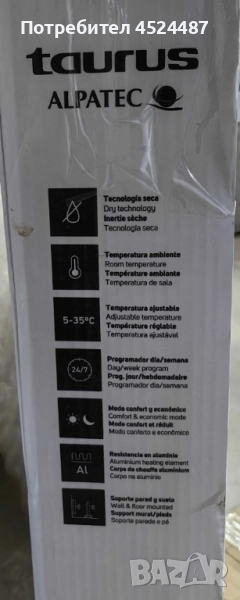 Потребител 4524487
taurus
ALPATEC
Tecnología seca
Dry technology
Inertie sèche
Tecnologia seca
Temperatura ambiente
Room temperature
Température ambiante
Temperatura de sala
5-35ºC
Temperatura ajustable
Adjustable temperature
Température réglable
Temperatura ajustável
24/7
Programador día/semana
Day/week program
Prog. jour/hebdomadaire
Programador dia/semana
Modo confort y económico
Comfort & economic mode
Mode confort et réduit
Modo conforto e económico
Al
Resistencia en aluminio
Aluminium heating element
Corps de chauffe aluminium
Corpo na aluminio
Soporte pared y suelo
Wall & floor mounted
Support mural/pieds
Suporte parede e pé
BAZAR